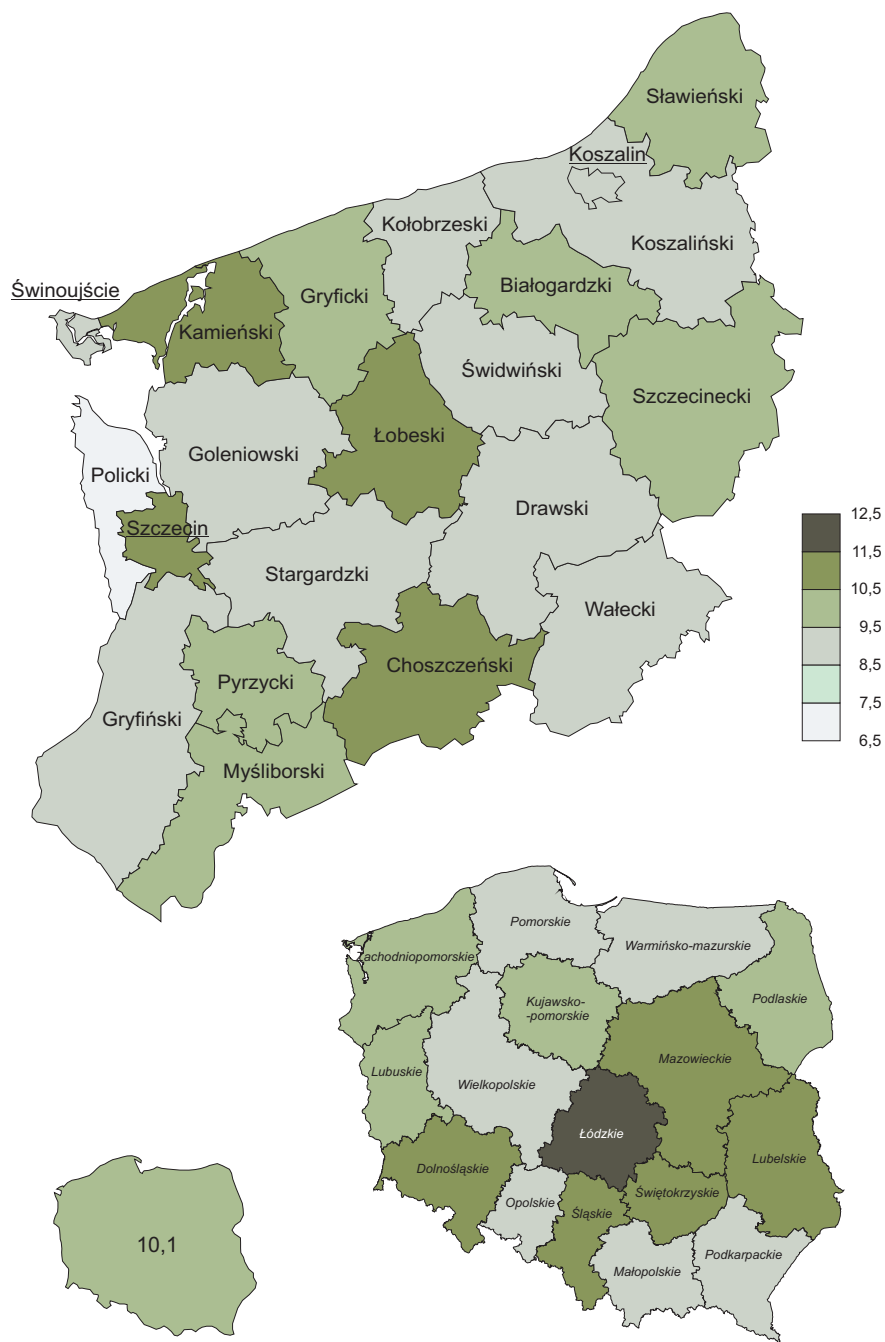 Sławieński
Koszalin
Kołobrzeski
Koszaliński
Świnoujście
Białogardzki
Gryficki
Kamieński
Świdwiński
Szczecinecki
Łobeski
Goleniowski
Policki
Drawski
Szczecin
Stargardzki
Wałecki
Choszczeński
Pyrzycki
Gryfiński
Myśliborski
12,5
11,5
10,5
9,5
8,5
7,5
6,5
Pomorskie
Warmińsko-mazurskie
Zachodniopomorskie
Kujawsko-
-pomorskie
Podlaskie
Mazowieckie
Lubuskie
Wielkopolskie
Łódzkie
Lubelskie
Dolnośląskie
Świętokrzyskie
Opolskie
Śląskie
Podkarpackie
Małopolskie
10,1